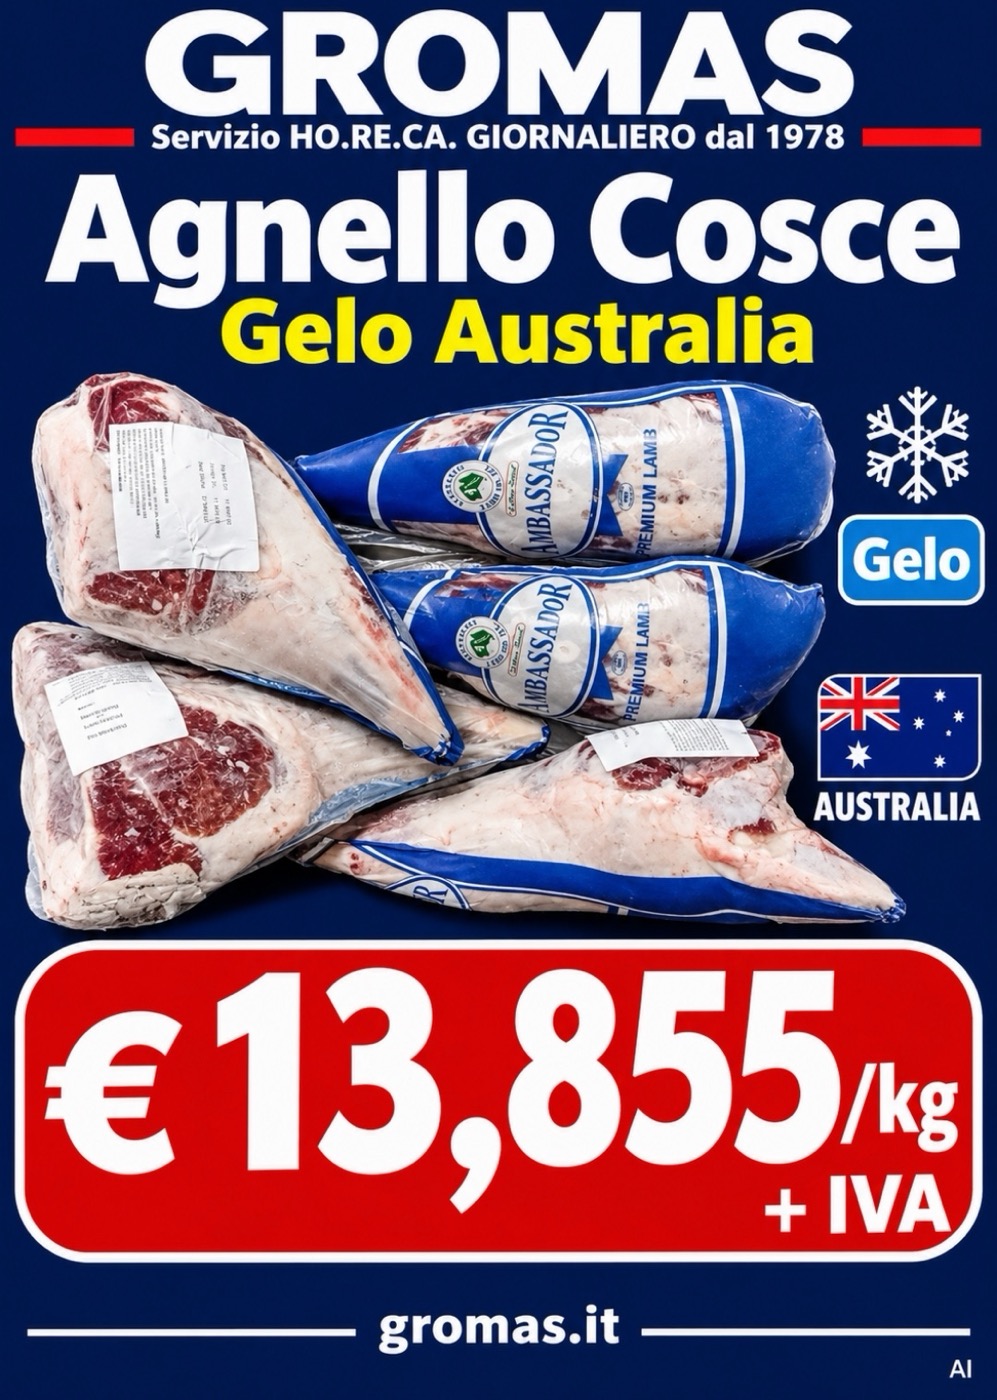 GROMAS
Servizio HO.RE.CA. GIORNALIERO dal 1978
Agnello Cosce
Gelo Australia
AMBASSADOR
PREMIUM LAMB
AMBASSADOR
PREMIUM LAMB
Gelo
AUSTRALIA
€ 13,855/kg
+ IVA
gromas.it
AI